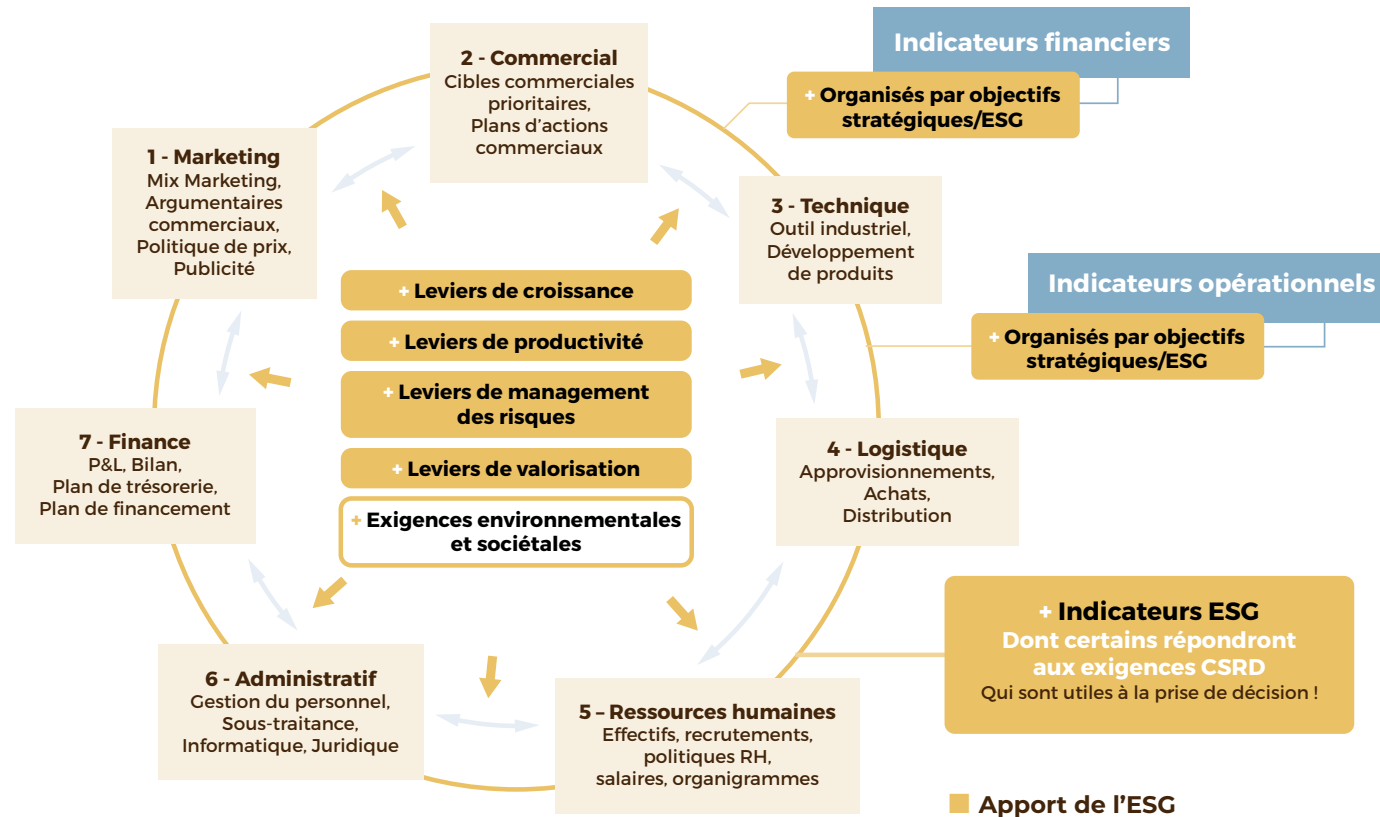 2 - Commercial
Cibles commerciales
prioritaires,
Plans d’actions
commerciaux
Indicateurs financiers
+ Organisés par objectifs
stratégiques/ESG
1 - Marketing
Mix Marketing,
Argumentaires
commerciaux,
Politique de prix,
Publicité
3 - Technique
Outil industriel,
Développement
de produits
Indicateurs opérationnels
+ Organisés par objectifs
stratégiques/ESG
+ Leviers de croissance
+ Leviers de productivité
+ Leviers de management
des risques
+ Leviers de valorisation
+ Exigences environnementales
et sociétales
7 - Finance
P&L, Bilan,
Plan de trésorerie,
Plan de financement
4 - Logistique
Approvisionnements,
Achats,
Distribution
+ Indicateurs ESG
Dont certains répondront
aux exigences CSRD
Qui sont utiles à la prise de décision !
6 - Administratif
Gestion du personnel,
Sous-traitance,
Informatique, Juridique
5 – Ressources humaines
Effectifs, recrutements,
politiques RH,
salaires, organigrammes
Apport de l’ESG